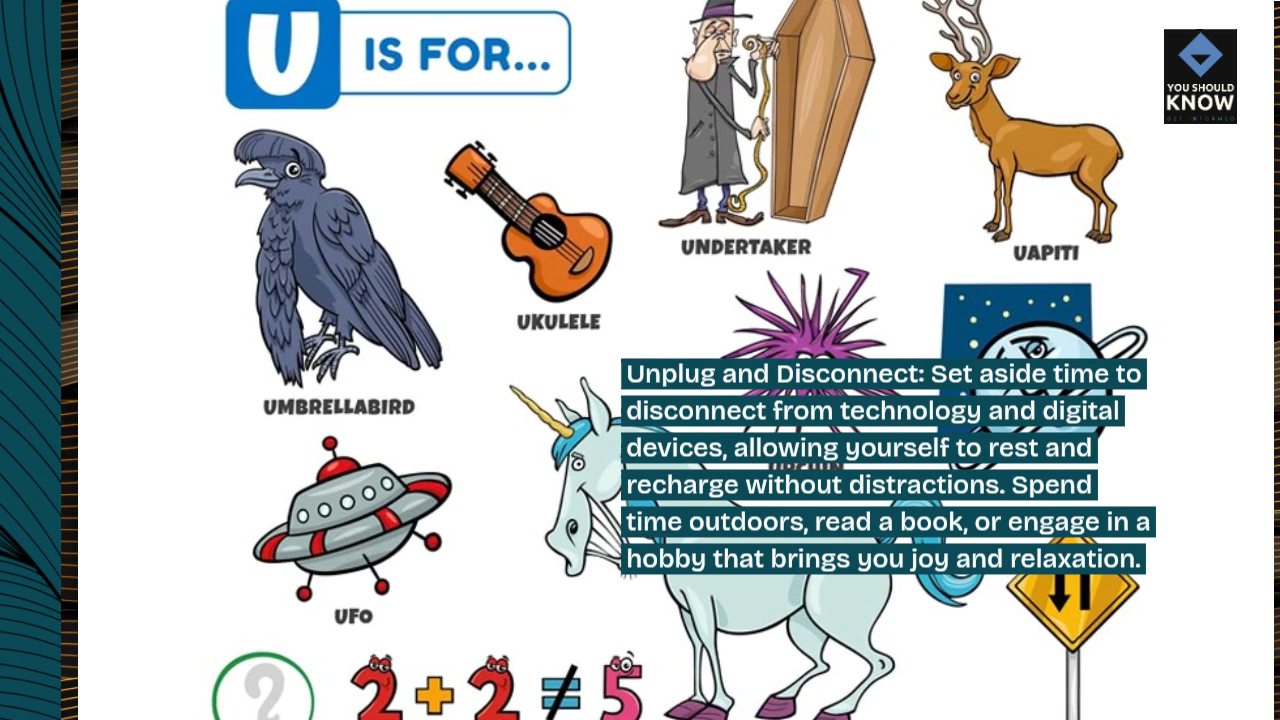 U IS FOR...
YOU SHOULD
KNOW
GET INFORMED
UNDERTAKER
UAPITI
UKULELE
UMBRELLABIRD
Unplug and Disconnect: Set aside time to
disconnect from technology and digital
devices, allowing yourself to rest and
recharge without distractions. Spend
time outdoors, read a book, or engage in a
hobby that brings you joy and relaxation.
UFO
2 + 2 ≠ 5